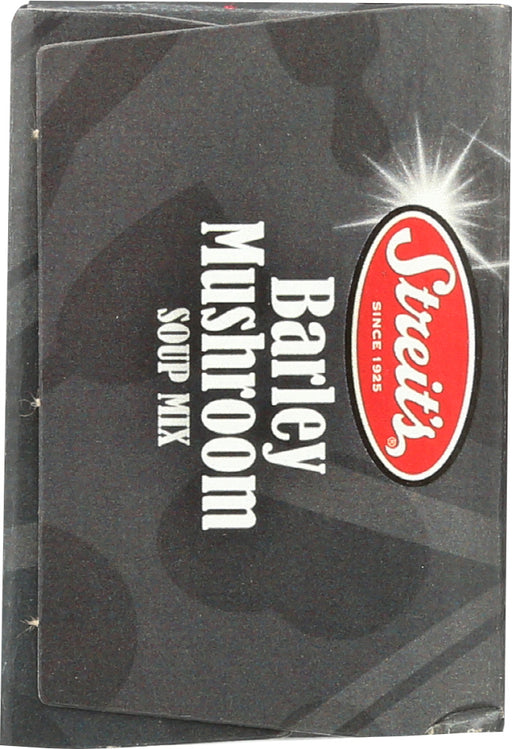 Streit's®
SINCE 1925
Barley
Mushroom
SOUP MIX